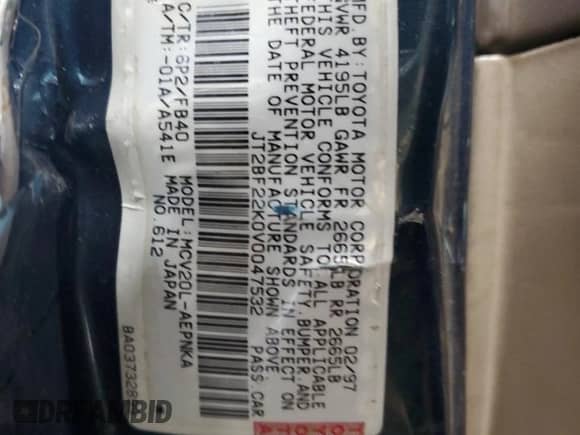 MFD. BY: TOYOTA MOTOR CORPORATION 02/97
GVWR 4195LB GAWR FR 2665LB RR 2665LB
THIS VEHICLE CONFORMS TO ALL APPLICABLE
FEDERAL MOTOR VEHICLE SAFETY, BUMPER, AND
THEFT PREVENTION STANDARDS IN EFFECT ON
THE DATE OF MANUFACTURE SHOWN ABOVE.
JT2BF22K0V0047532 PASS. CAR
C/TR: 6P2/FB40 MODEL: MCV20L-AEPNKA
A/TM: -01A/A541E MADE IN JAPAN
NO. 612
BA037328
DREAMBID